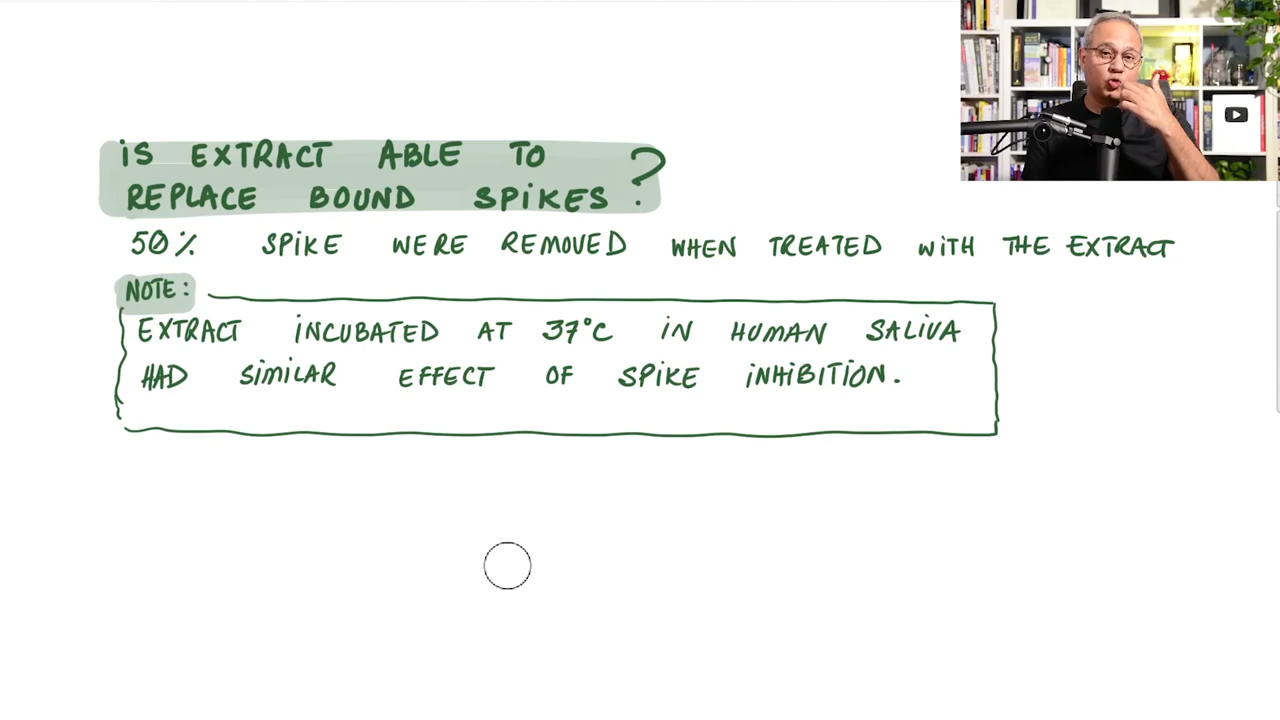 iS EXTRACT ABLE TO
REPLACE BOUND SPiKES ?
50% SPiKE WERE REMOVED WHEN TREATED WiTH THE EXTRACT
NOTE:
EXTRACT iNCUBATED AT 37°C iN HUMAN SALiVA
HAD SiMiLAR EFFECT OF SPiKE iNHiBiTiON.